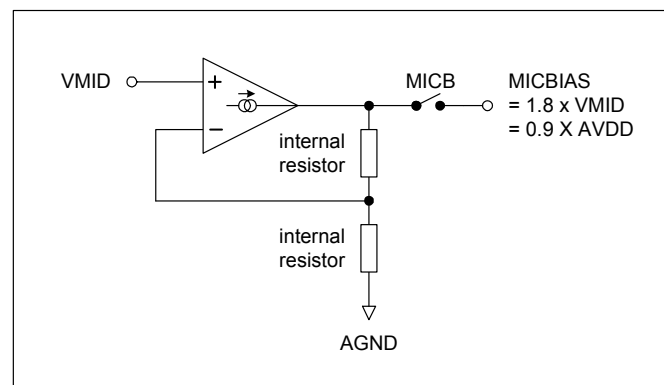 VMID
+
−
MICB
MICBIAS
= 1.8 x VMID
= 0.9 X AVDD
internal
resistor
internal
resistor
AGND